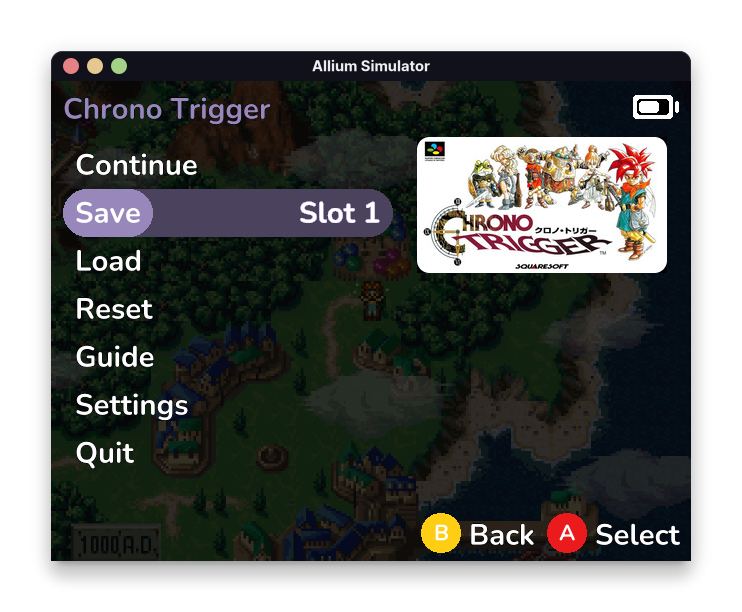 Allium Simulator
Chrono Trigger
Continue
Save Slot 1
Load
Reset
Guide
Settings
Quit
CHRONO
クロノ・トリガー
TRIGGER
TM
SQUARESOFT
1000 A.D.
B Back A Select